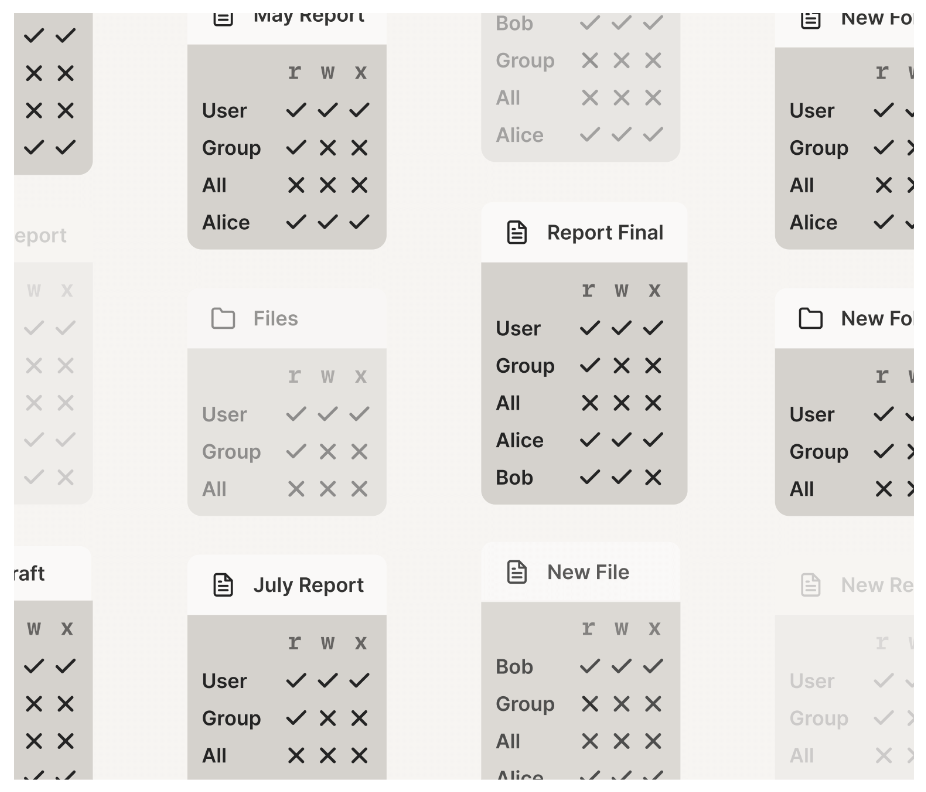 eport
w x
raft
w x
May Report
r w x
User
Group
All
Alice
Files
r w x
User
Group
All
July Report
r w x
User
Group
All
Bob
Group
All
Alice
Report Final
r w x
User
Group
All
Alice
Bob
New File
r w x
Bob
Group
All
Alice
New Fo
r w
User
Group
All
Alice
New Fo
r w
User
Group
All
New Re
r w
User
Group
All